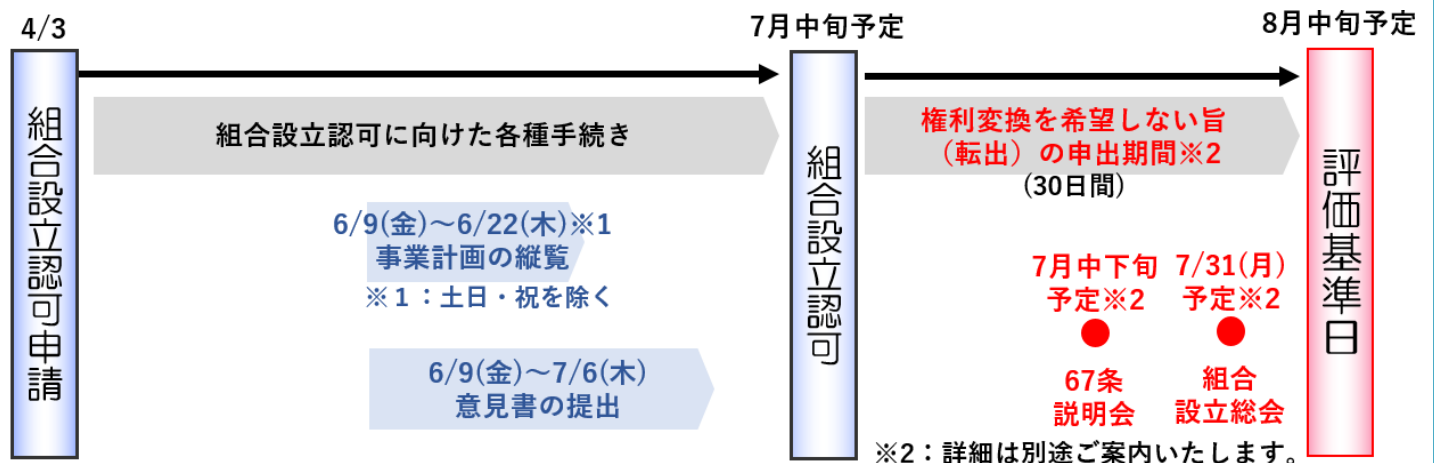 4/3
7月中旬予定
8月中旬予定
組合設立認可申請
組合設立認可に向けた各種手続き
6/9(金)～6/22(木)※1
事業計画の縦覧
※１：土日・祝を除く
6/9(金)～7/6(木)
意見書の提出
組合設立認可
権利変換を希望しない旨
（転出）の申出期間※2
(30日間)
7月中下旬
予定※2
67条
説明会
7/31(月)
予定※2
組合
設立総会
※2：詳細は別途ご案内いたします。
評価基準日